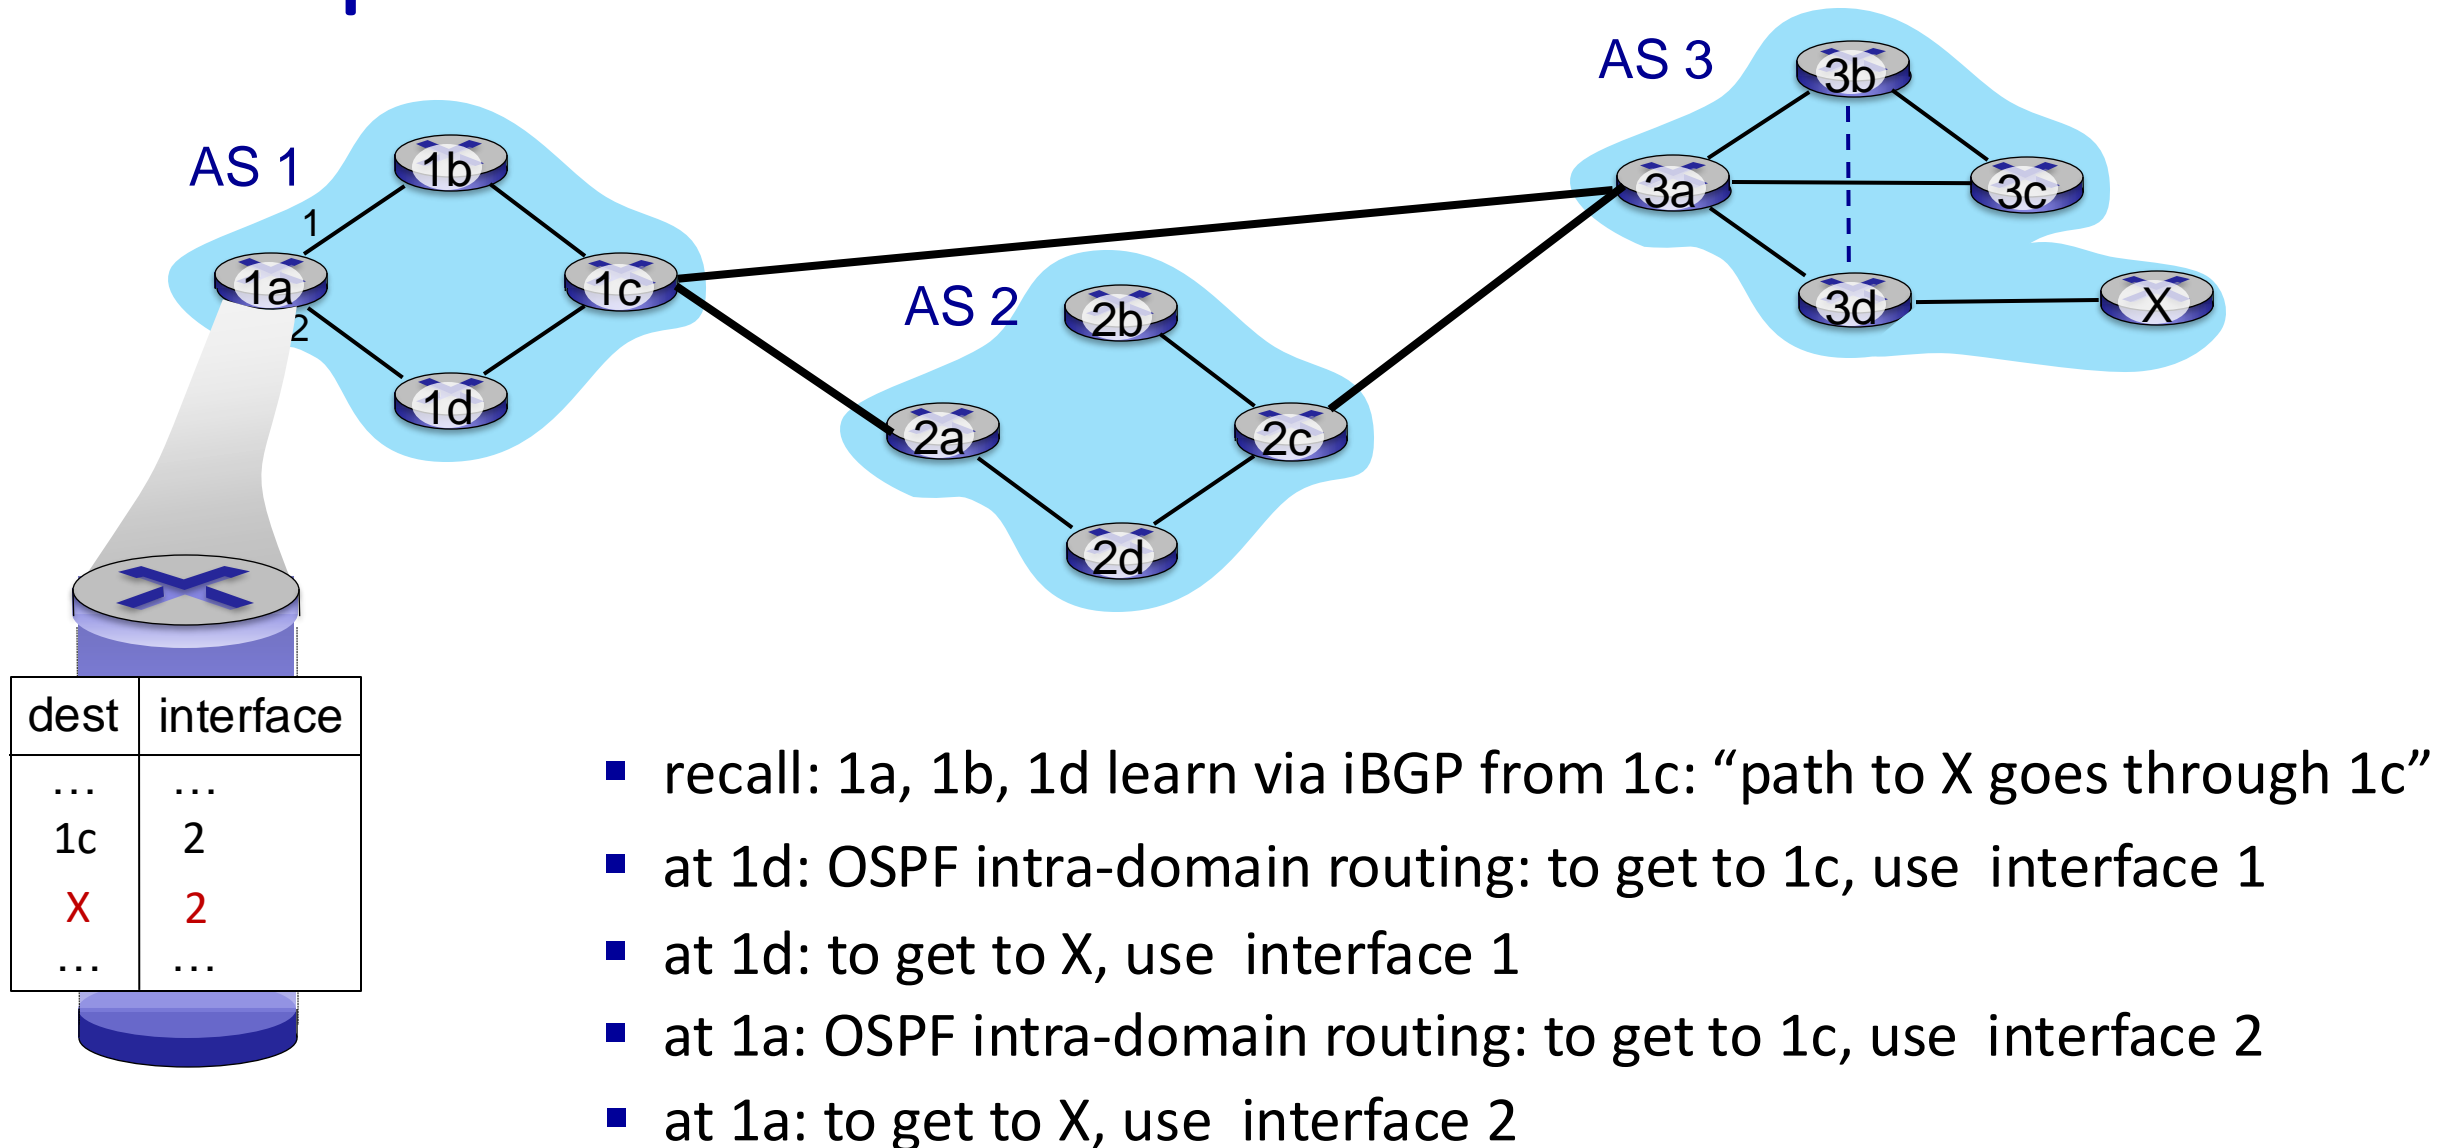 AS 3
3b
AS 1
1b
3a
3c
1
1a
1c
AS 2
2b
3d
X
2
1d
2a
2c
2d
dest interface
... ...
1c 2
X 2
... ...
recall: 1a, 1b, 1d learn via iBGP from 1c: “path to X goes through 1c”
at 1d: OSPF intra-domain routing: to get to 1c, use interface 1
at 1d: to get to X, use interface 1
at 1a: OSPF intra-domain routing: to get to 1c, use interface 2
at 1a: to get to X, use interface 2